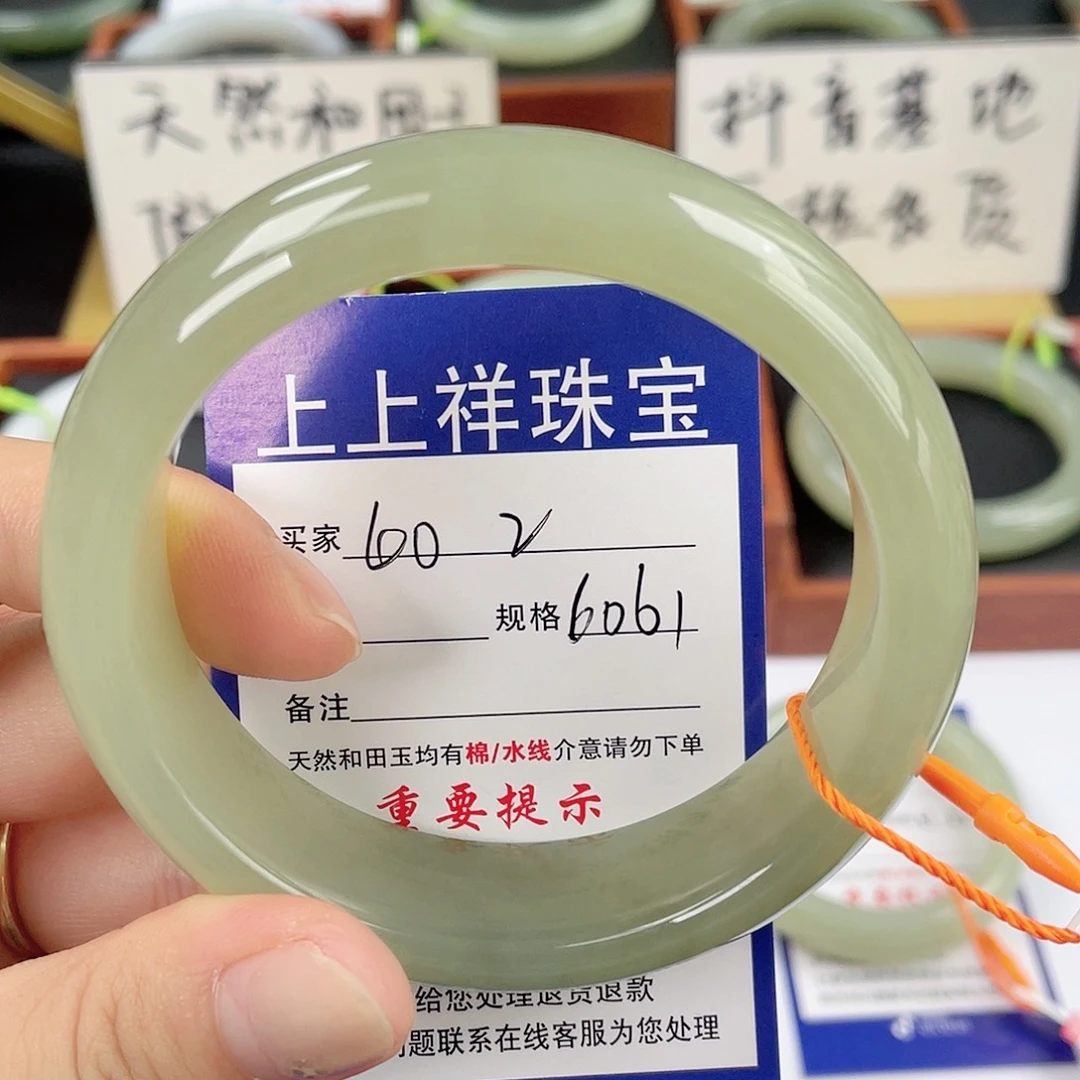 天然和田玉
抖音基地
上上祥珠宝
买家 60 2
规格 6061
备注
天然和田玉均有棉/水线介意请勿下单
重要提示
给您处理退货退款
题联系在线客服为您处理